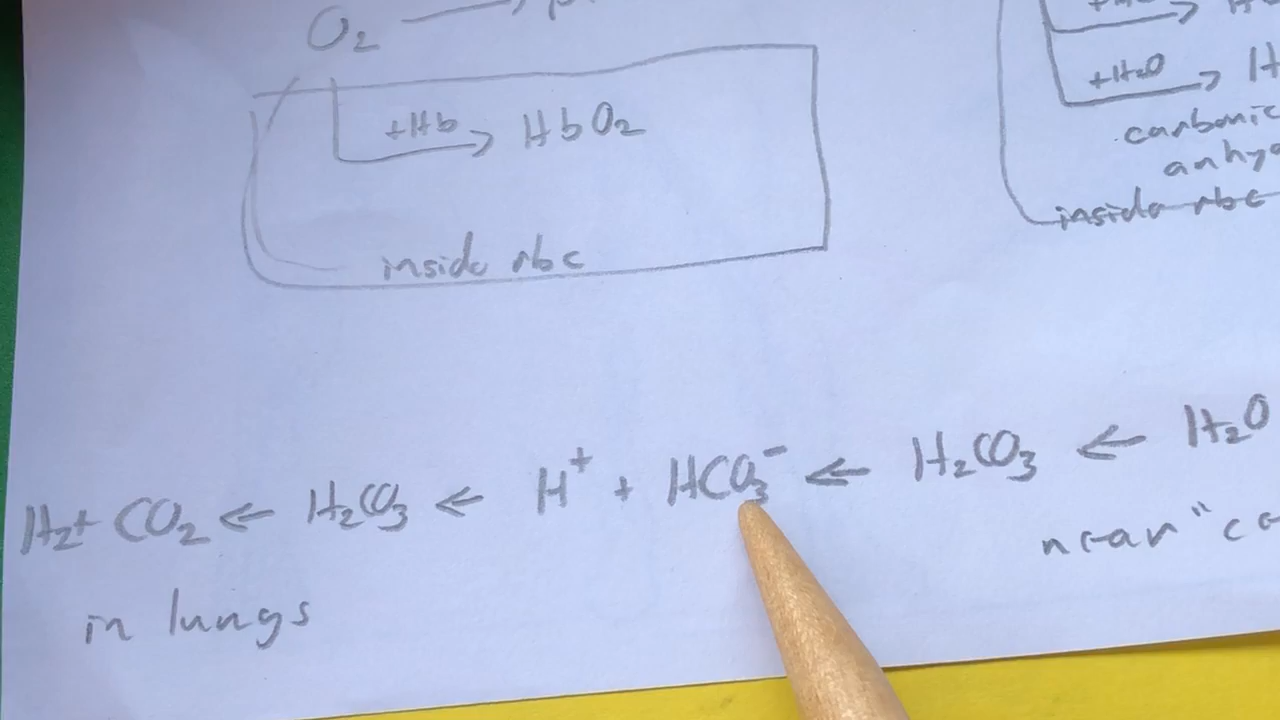 O₂ →
+Hb → HbO₂
inside rbc
+H₂O → H
carbonic
anhy
inside rbc
H₂+ CO₂ ← H₂CO₃ ← H⁺ + HCO₃⁻ ← H₂CO₃ ← H₂O
in lungs
near "ce